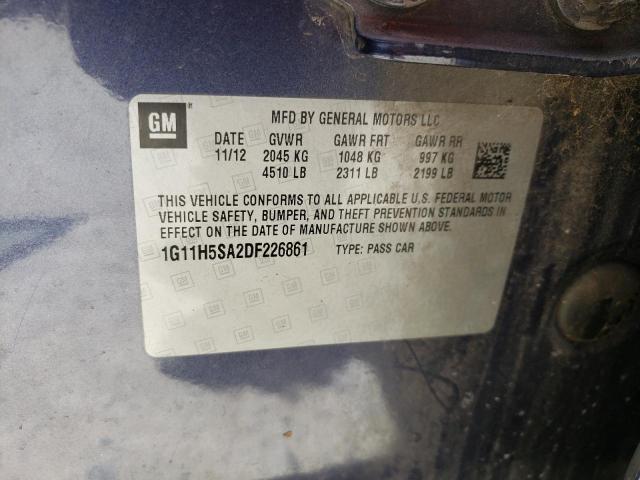 GM
MFD BY GENERAL MOTORS LLC
DATE GVWR GAWR FRT GAWR RR
11/12 2045 KG 1048 KG 997 KG
4510 LB 2311 LB 2199 LB
THIS VEHICLE CONFORMS TO ALL APPLICABLE U.S. FEDERAL MOTOR
VEHICLE SAFETY, BUMPER, AND THEFT PREVENTION STANDARDS IN
EFFECT ON THE DATE OF MANUFACTURE SHOWN ABOVE.
1G11H5SA2DF226861 TYPE: PASS CAR